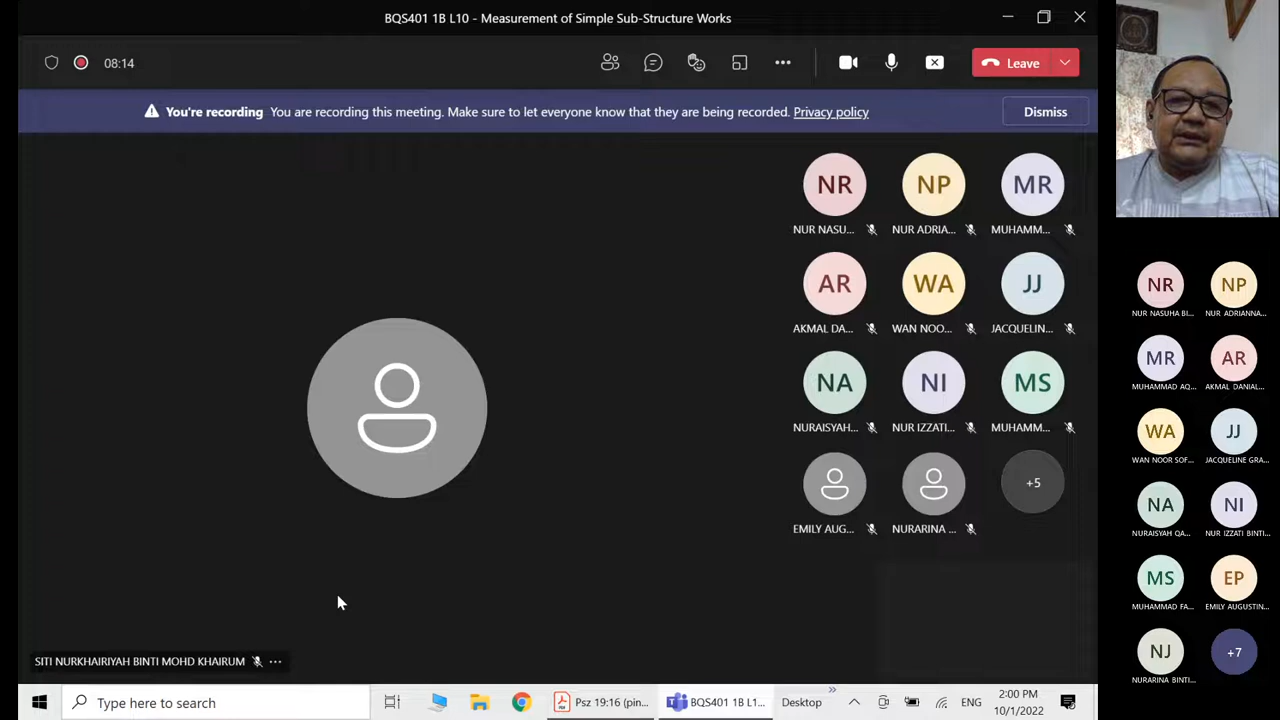 BQS401 1B L10 - Measurement of Simple Sub-Structure Works
08:14
Leave
You're recording You are recording this meeting. Make sure to let everyone know that they are being recorded. Privacy policy
Dismiss
NR NP MR
NUR NASU... NUR ADRIA... MUHAMM...
AR WA JJ
AKMAL DA... WAN NOO... JACQUELIN...
NA NI MS
NURAISYAH... NUR IZZATI... MUHAMM...
+5
EMILY AUG... NURARINA ...
SITI NURKHAIRIYAH BINTI MOHD KHAIRUM ...
NR NP
NUR NASUHA BI... NUR ADRIANNA...
MR AR
MUHAMMAD AQ... AKMAL DANIAL...
WA JJ
WAN NOOR SOF... JACQUELINE GRA...
NA NI
NURAISYAH QA... NUR IZZATI BINTI...
MS EP
MUHAMMAD FA... EMILY AUGUSTIN...
NJ +7
NURARINA BINTI...
Type here to search
Psz 19:16 (pin...
BQS401 1B L1...
Desktop
ENG
2:00 PM
10/1/2022